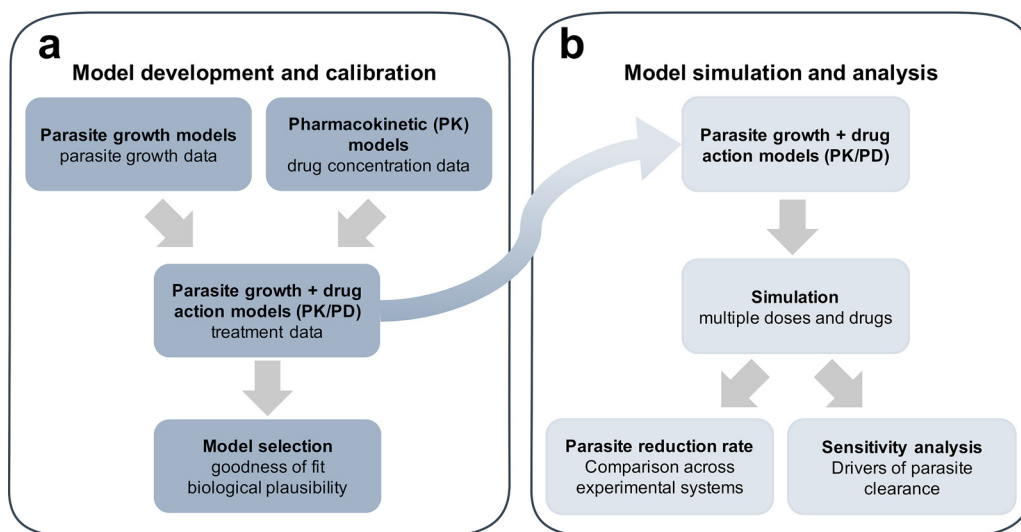 a
Model development and calibration
Parasite growth models
parasite growth data
Pharmacokinetic (PK)
models
drug concentration data
Parasite growth + drug
action models (PK/PD)
treatment data
Model selection
goodness of fit
biological plausibility
b
Model simulation and analysis
Parasite growth + drug
action models (PK/PD)
Simulation
multiple doses and drugs
Parasite reduction rate
Comparison across
experimental systems
Sensitivity analysis
Drivers of parasite
clearance